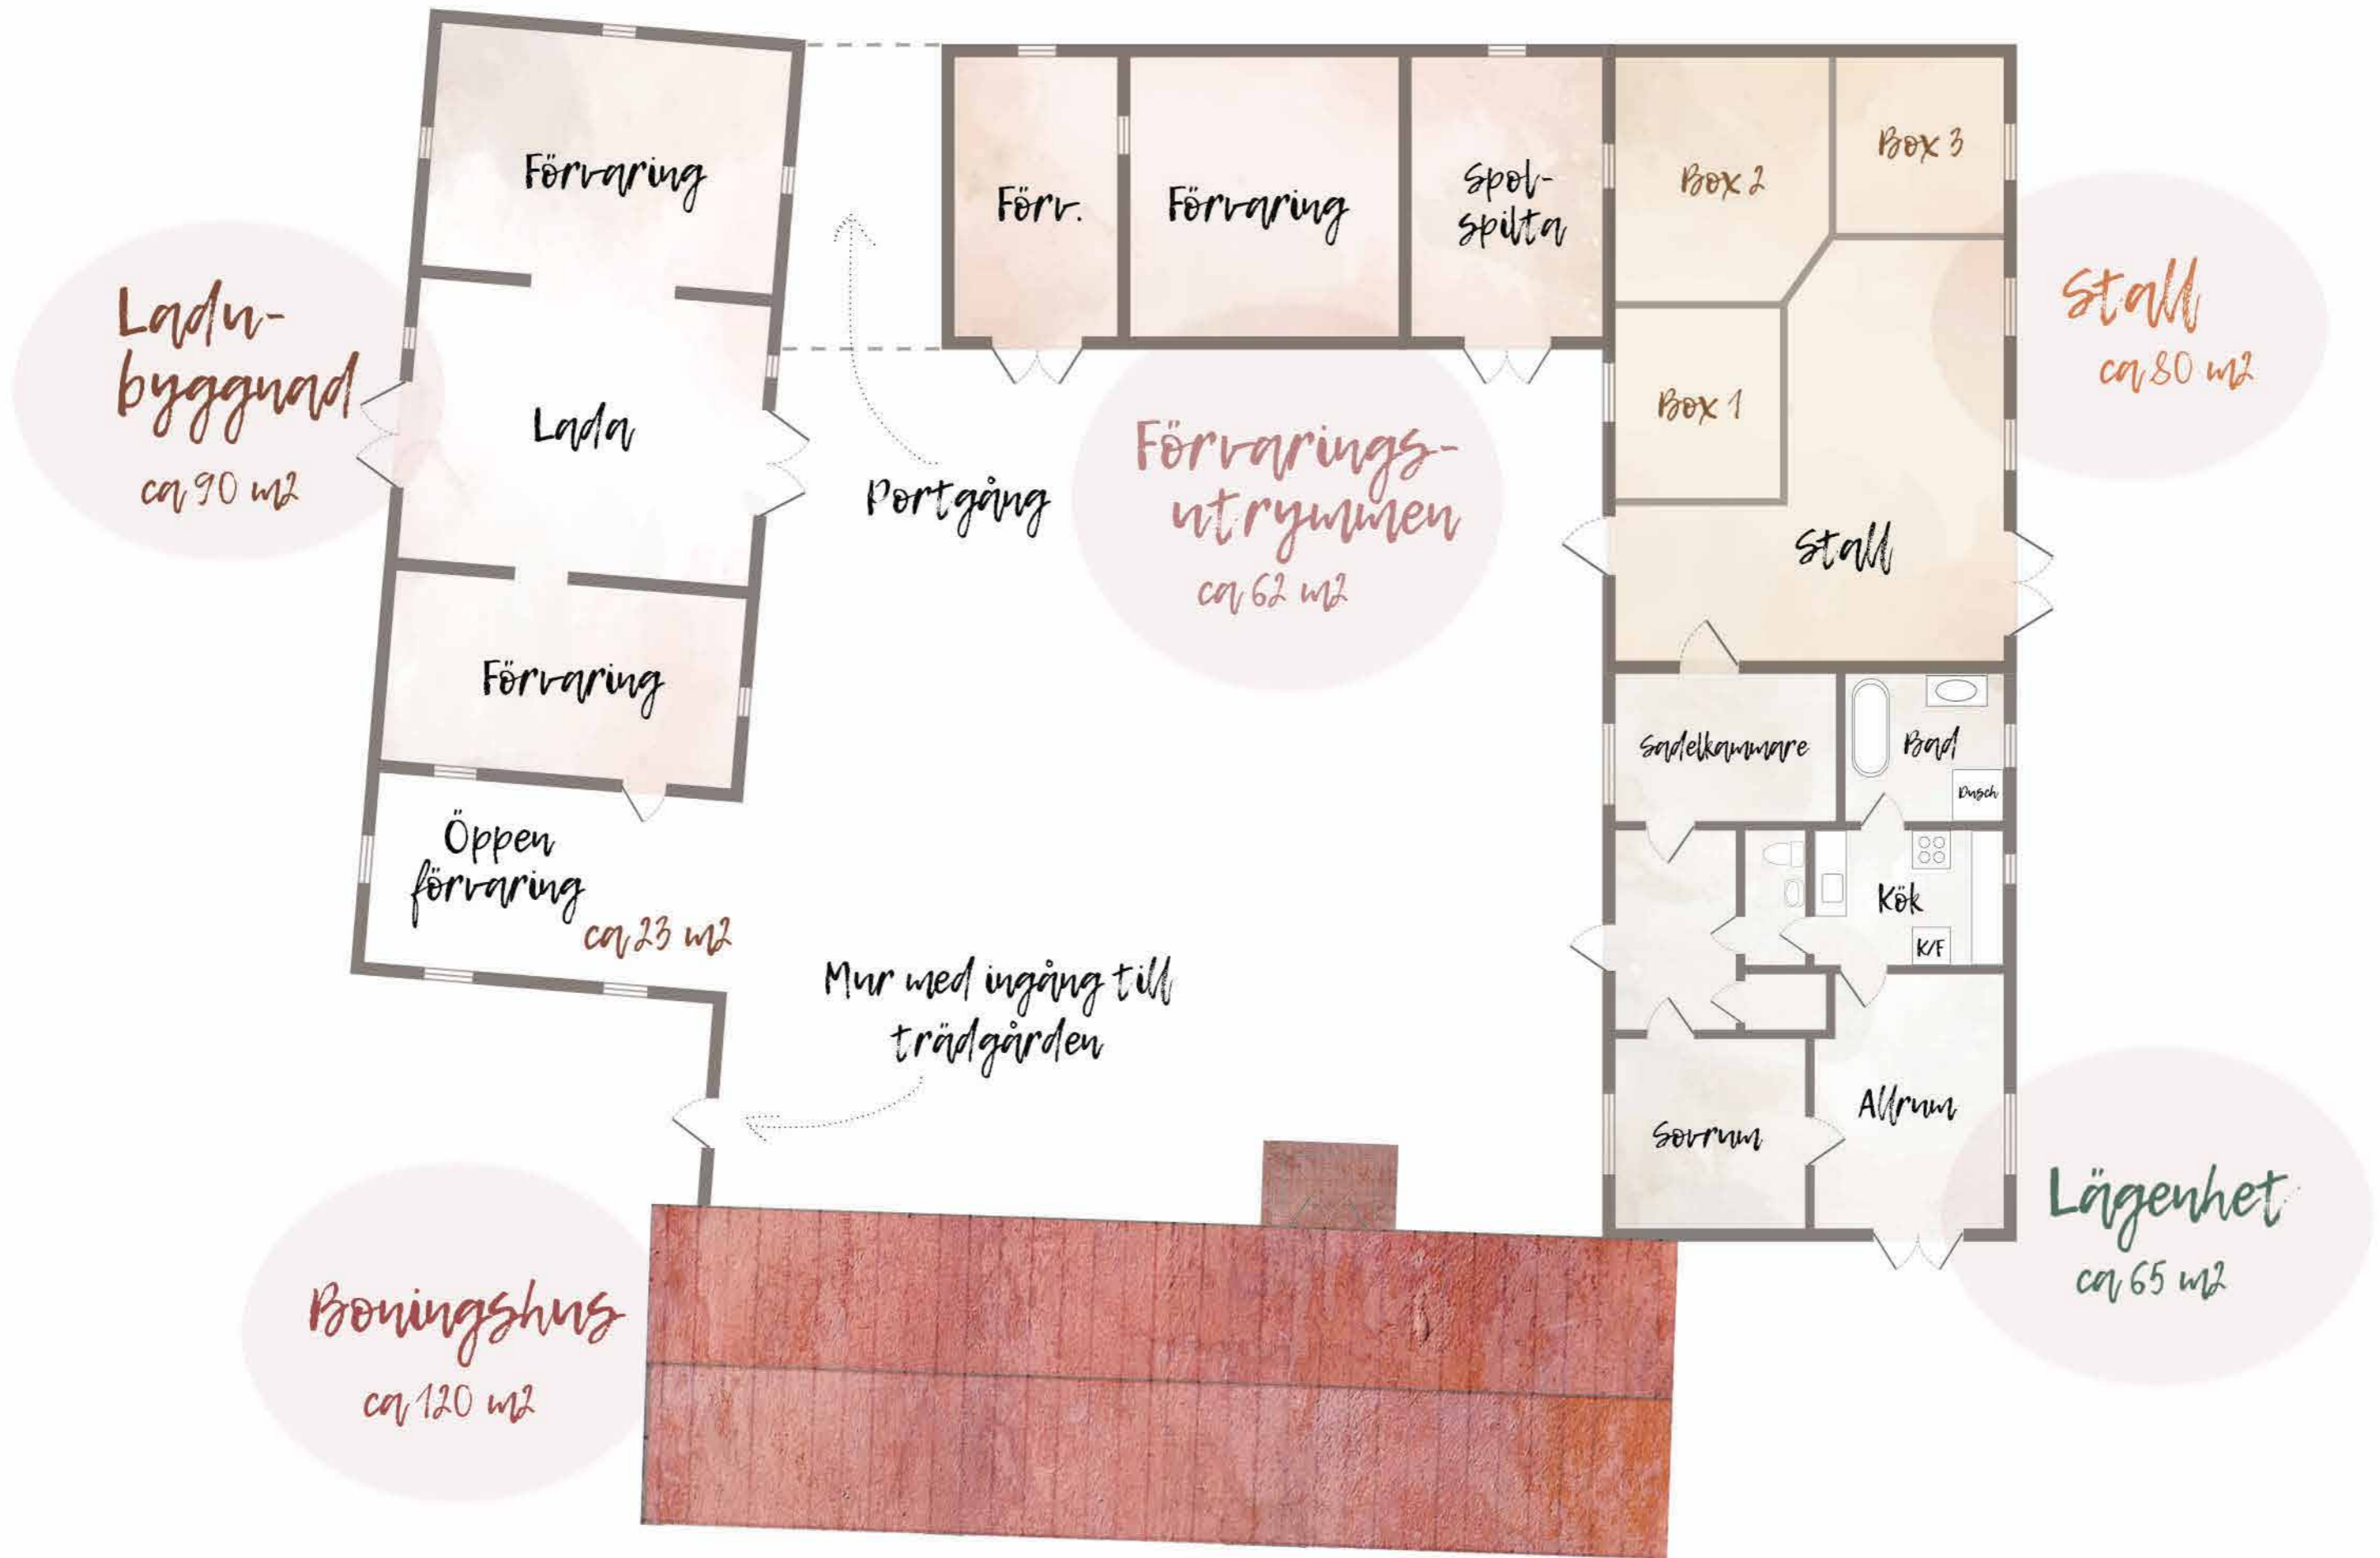 Förvaring
Förv.
Förvaring
Spol-
spilta
Box 2
Box 3
Ladu-
byggnad
ca 90 m2
Lada
Portgång
Förvarings-
utrymmen
ca 62 m2
Box 1
Stall
Stall
ca 80 m2
Förvaring
Sadelkammare
Bad
Dusch
Öppen
förvaring
ca 23 m2
Kök
K/F
Mur med ingång till
trädgården
Sovrum
Allrum
Lägenhet
ca 65 m2
Boningshus
ca 120 m2